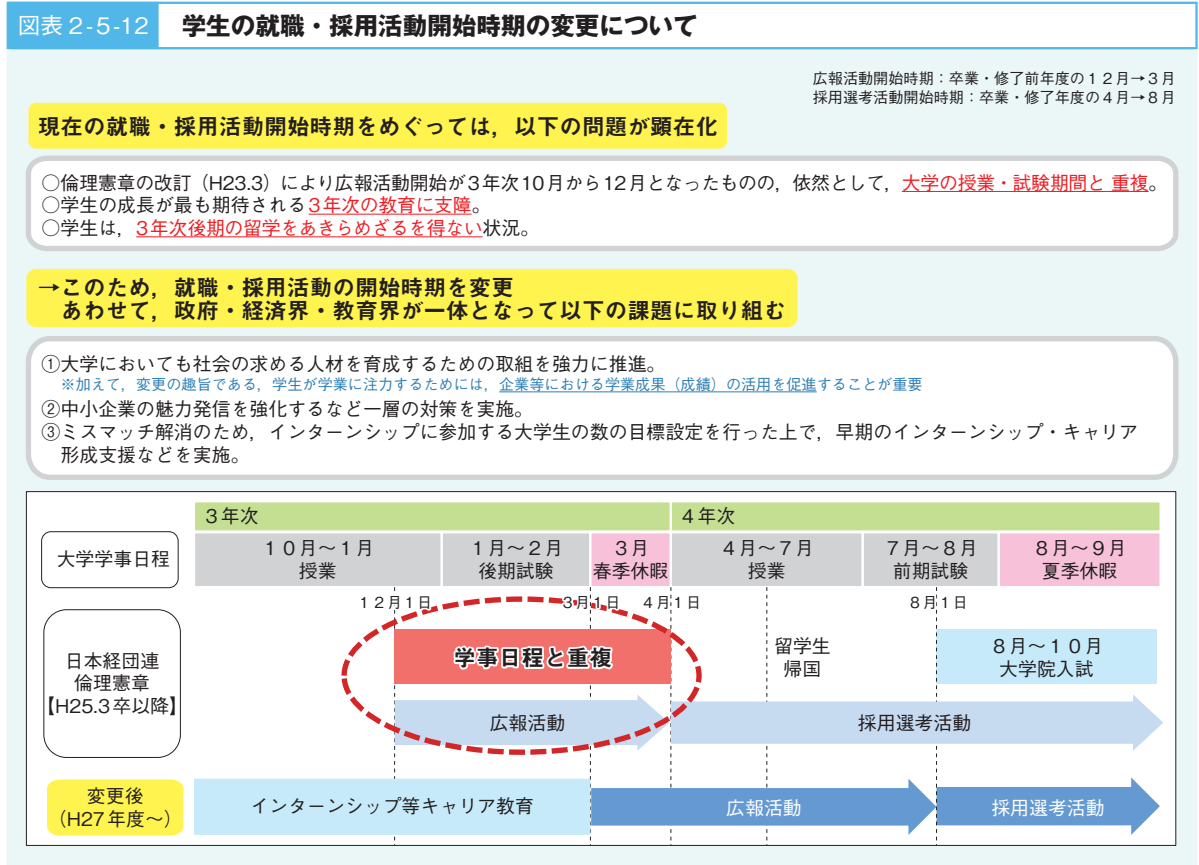 図表 2-5-12 学生の就職・採用活動開始時期の変更について
広報活動開始時期：卒業・修了前年度の１２月→３月
採用選考活動開始時期：卒業・修了年度の４月→８月
現在の就職・採用活動開始時期をめぐっては，以下の問題が顕在化
○倫理憲章の改訂（H23.3）により広報活動開始が３年次10月から12月となったものの，依然として，大学の授業・試験期間と 重複。
○学生の成長が最も期待される３年次の教育に支障。
○学生は，３年次後期の留学をあきらめざるを得ない状況。
→このため，就職・採用活動の開始時期を変更
あわせて，政府・経済界・教育界が一体となって以下の課題に取り組む
①大学においても社会の求める人材を育成するための取組を強力に推進。
※加えて，変更の趣旨である，学生が学業に注力するためには，企業等における学業成果（成績）の活用を促進することが重要
②中小企業の魅力発信を強化するなど一層の対策を実施。
③ミスマッチ解消のため，インターンシップに参加する大学生の数の目標設定を行った上で，早期のインターンシップ・キャリア
形成支援などを実施。
３年次 ４年次
大学学事日程
１０月～１月 １月～２月 ３月 ４月～７月 ７月～８月 ８月～９月
授業 後期試験 春季休暇 授業 前期試験 夏季休暇
１２月１日 ３月１日 ４月１日 ８月１日
日本経団連
倫理憲章
【H25.3卒以降】
学事日程と重複
留学生
帰国
８月～１０月
大学院入試
広報活動 採用選考活動
変更後
（H27年度～）
インターンシップ等キャリア教育 広報活動 採用選考活動